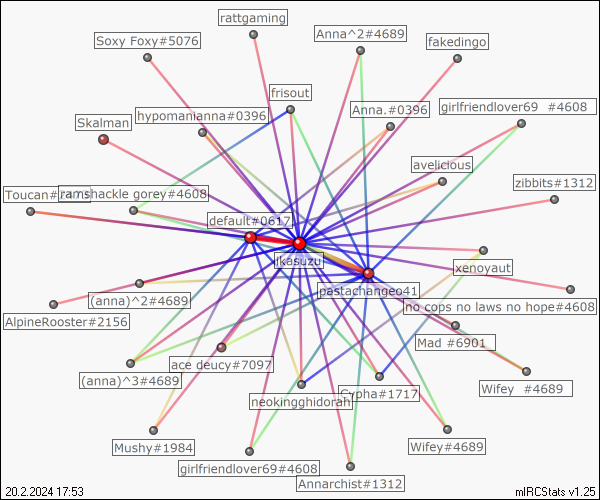 rattgaming
Anna^2#4689
Soxy Foxy#5076
fakedingo
frisout
girlfriendlover69 #4608
hypomanianna#0396
Anna.#0396
Skalman
avelicious
zibbits#1312
ramshackle gorey#4608
default#0617
jkasuzu
xenoyaut
pastachangeo41
(anna)^2#4689
no cops no laws no hope#4608
AlpineRooster#2156
Mad #6901
ace deucy#7097
(anna)^3#4689
Wifey #4689
neokingghidorah
Cypha#1717
Mushy#1984
Wifey#4689
girlfriendlover69#4608
Annarchist#1312
20.2.2024 17:53
mIRCStats v1.25